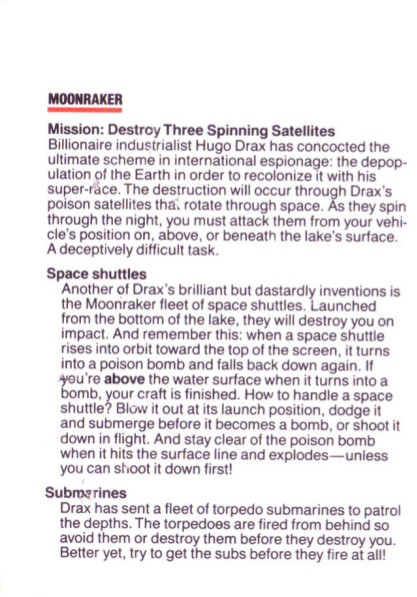 MOONRAKER
Mission: Destroy Three Spinning Satellites
Billionaire industrialist Hugo Drax has concocted the
ultimate scheme in international espionage: the depop-
ulation of the Earth in order to recolonize it with his
super-race. The destruction will occur through Drax's
poison satellites that rotate through space. As they spin
through the night, you must attack them from your vehi-
cle's position on, above, or beneath the lake's surface.
A deceptively difficult task.
Space shuttles
Another of Drax's brilliant but dastardly inventions is
the Moonraker fleet of space shuttles. Launched
from the bottom of the lake, they will destroy you on
impact. And remember this: when a space shuttle
rises into orbit toward the top of the screen, it turns
into a poison bomb and falls back down again. If
you're above the water surface when it turns into a
bomb, your craft is finished. How to handle a space
shuttle? Blow it out at its launch position, dodge it
and submerge before it becomes a bomb, or shoot it
down in flight. And stay clear of the poison bomb
when it hits the surface line and explodes—unless
you can shoot it down first!
Submarines
Drax has sent a fleet of torpedo submarines to patrol
the depths. The torpedoes are fired from behind so
avoid them or destroy them before they destroy you.
Better yet, try to get the subs before they fire at all!